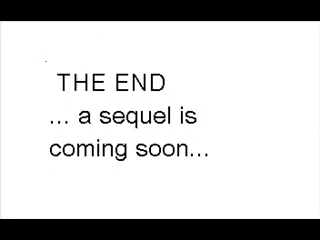 THE END
... a sequel is
coming soon...